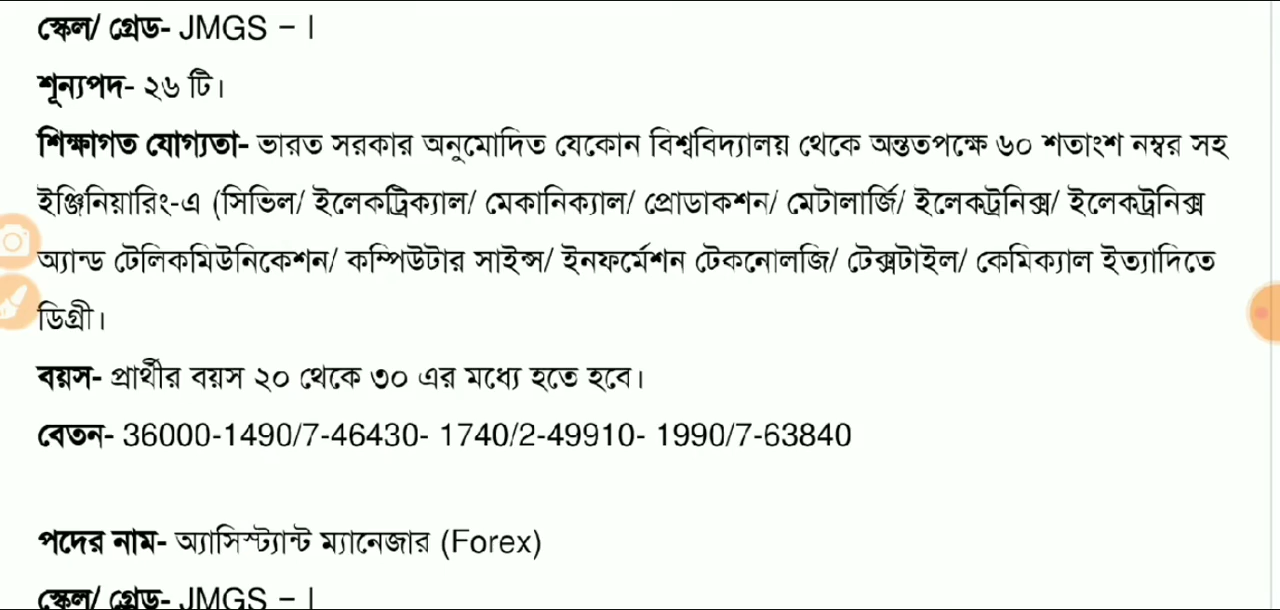 স্কেল/ গ্রেড- JMGS – I
শূন্যপদ- ২৬ টি।
শিক্ষাগত যোগ্যতা- ভারত সরকার অনুমোদিত যেকোন বিশ্ববিদ্যালয় থেকে অন্ততপক্ষে ৬০ শতাংশ নম্বর সহ
ইঞ্জিনিয়ারিং-এ (সিভিল/ ইলেকট্রিক্যাল/ মেকানিক্যাল/ প্রোডাকশন/ মেটালার্জি/ ইলেকট্রনিক্স/ ইলেকট্রনিক্স
অ্যান্ড টেলিকমিউনিকেশন/ কম্পিউটার সাইন্স/ ইনফর্মেশন টেকনোলজি/ টেক্সটাইল/ কেমিক্যাল ইত্যাদিতে
ডিগ্রী।
বয়স- প্রার্থীর বয়স ২০ থেকে ৩০ এর মধ্যে হতে হবে।
বেতন- 36000-1490/7-46430- 1740/2-49910- 1990/7-63840
পদের নাম- অ্যাসিস্ট্যান্ট ম্যানেজার (Forex)
স্কেল/ গ্রেড- JMGS – I